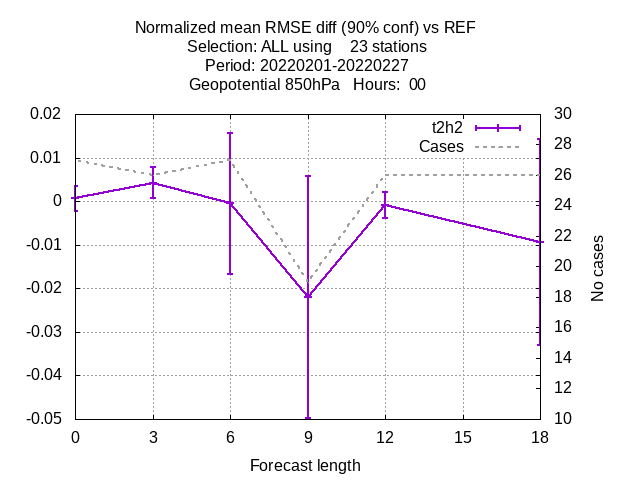 Normalized mean RMSE diff (90% conf) vs REF
Selection: ALL using    23 stations
Period: 20220201-20220227
Geopotential 850hPa   Hours:  00
t2h2
Cases
0.02
0.01
0
-0.01
-0.02
-0.03
-0.04
-0.05
30
28
26
24
22
20
18
16
14
12
10
No cases
0 3 6 9 12 15 18
Forecast length